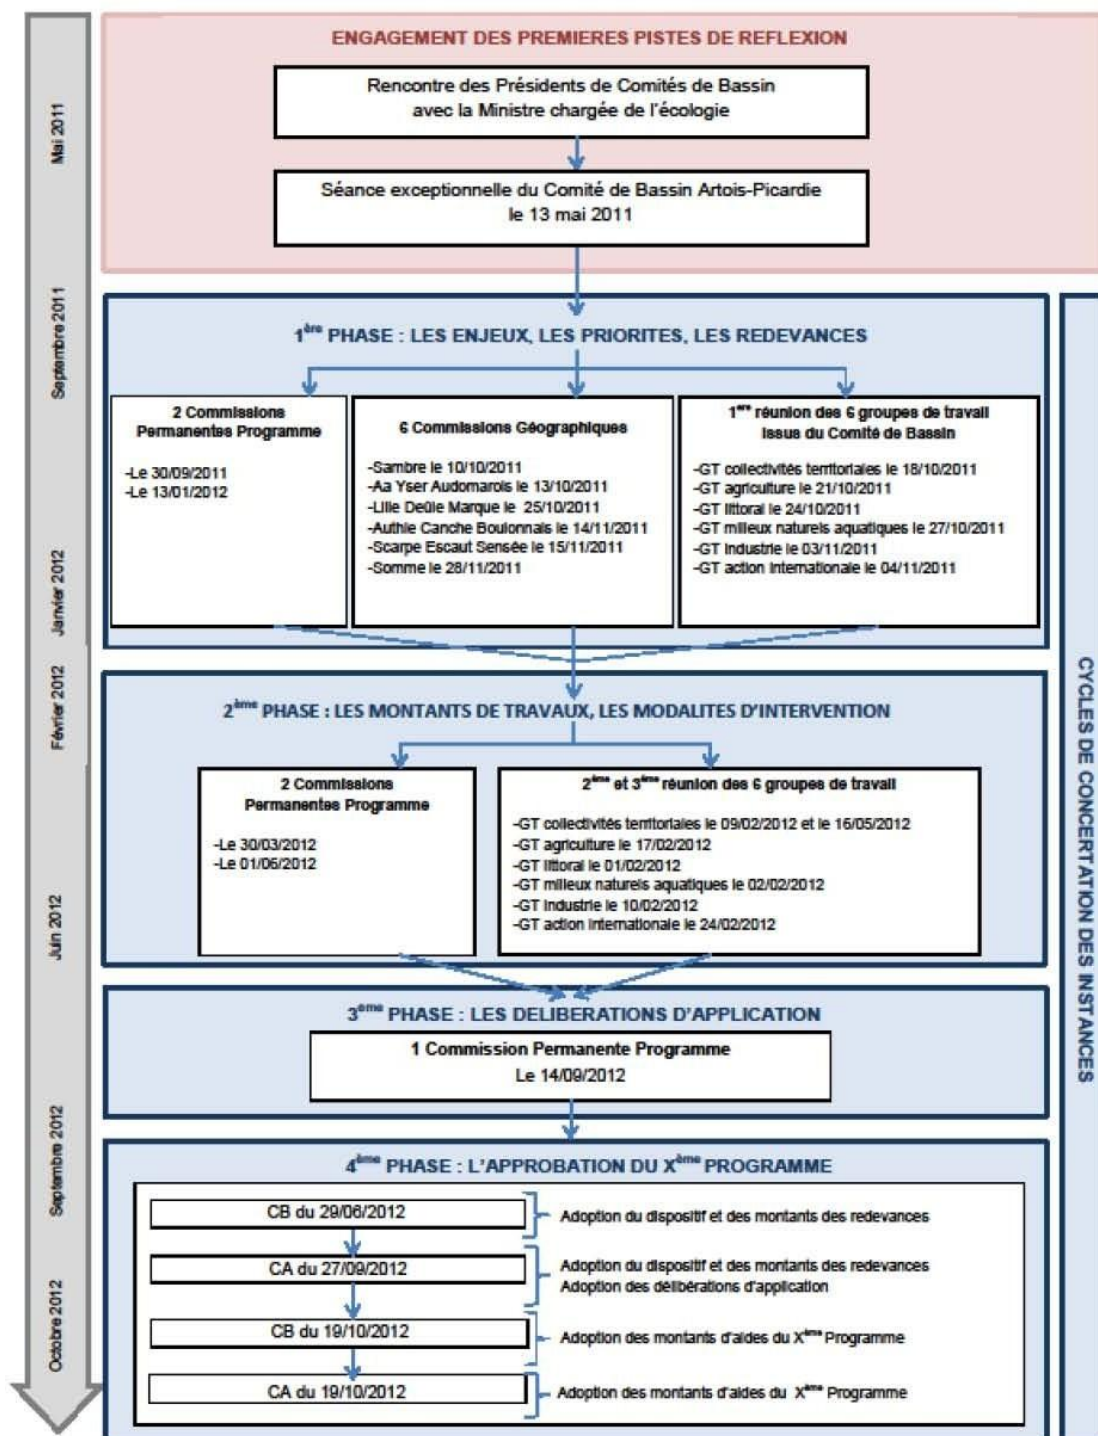 ENGAGEMENT DES PREMIERES PISTES DE REFLEXION
Rencontre des Présidents de Comités de Bassin
avec la Ministre chargée de l'écologie
Mai 2011
Séance exceptionnelle du Comité de Bassin Artois-Picardie
le 13 mai 2011
Septembre 2011
1ère PHASE : LES ENJEUX, LES PRIORITES, LES REDEVANCES
2 Commissions
Permanentes Programme
-Le 30/09/2011
-Le 13/01/2012
6 Commissions Géographiques
-Sambre le 10/10/2011
-Aa Yser Audomarois le 13/10/2011
-Lille Deûle Marque le 25/10/2011
-Authie Canche Boulonnais le 14/11/2011
-Scarpe Escaut Sensée le 15/11/2011
-Somme le 28/11/2011
1ère réunion des 6 groupes de travail
issus du Comité de Bassin
-GT collectivités territoriales le 18/10/2011
-GT agriculture le 21/10/2011
-GT littoral le 24/10/2011
-GT milieux naturels aquatiques le 27/10/2011
-GT industrie le 03/11/2011
-GT action internationale le 04/11/2011
Janvier 2012
Février 2012
2ème PHASE : LES MONTANTS DE TRAVAUX, LES MODALITES D'INTERVENTION
2 Commissions
Permanentes Programme
-Le 30/03/2012
-Le 01/06/2012
2ème et 3ème réunion des 6 groupes de travail
-GT collectivités territoriales le 09/02/2012 et le 16/05/2012
-GT agriculture le 17/02/2012
-GT littoral le 01/02/2012
-GT milieux naturels aquatiques le 02/02/2012
-GT industrie le 10/02/2012
-GT action internationale le 24/02/2012
Juin 2012
3ème PHASE : LES DELIBERATIONS D'APPLICATION
1 Commission Permanente Programme
Le 14/09/2012
Septembre 2012
4ème PHASE : L'APPROBATION DU Xème PROGRAMME
CB du 29/06/2012
Adoption du dispositif et des montants des redevances
CA du 27/09/2012
Adoption du dispositif et des montants des redevances
Adoption des délibérations d'application
CB du 19/10/2012
Adoption des montants d'aides du Xème Programme
CA du 19/10/2012
Adoption des montants d'aides du Xème Programme
Octobre 2012
CYCLES DE CONCERTATION DES INSTANCES